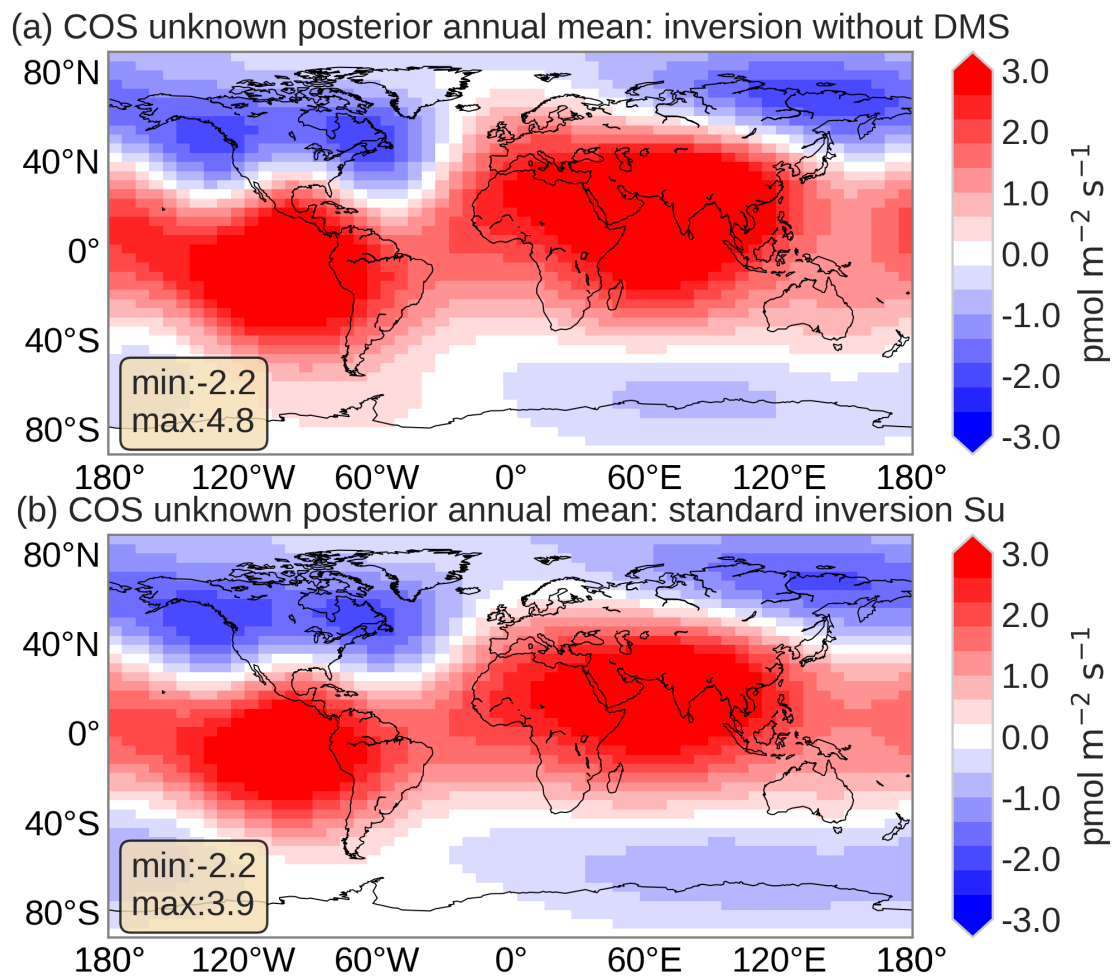 (a) COS unknown posterior annual mean: inversion without DMS
80°N
40°N
0°
40°S
80°S
min:-2.2
max:4.8
180° 120°W 60°W 0° 60°E 120°E 180°
3.0
2.0
1.0
0.0
-1.0
-2.0
-3.0
pmol m⁻² s⁻¹
(b) COS unknown posterior annual mean: standard inversion Su
80°N
40°N
0°
40°S
80°S
min:-2.2
max:3.9
180° 120°W 60°W 0° 60°E 120°E 180°
3.0
2.0
1.0
0.0
-1.0
-2.0
-3.0
pmol m⁻² s⁻¹